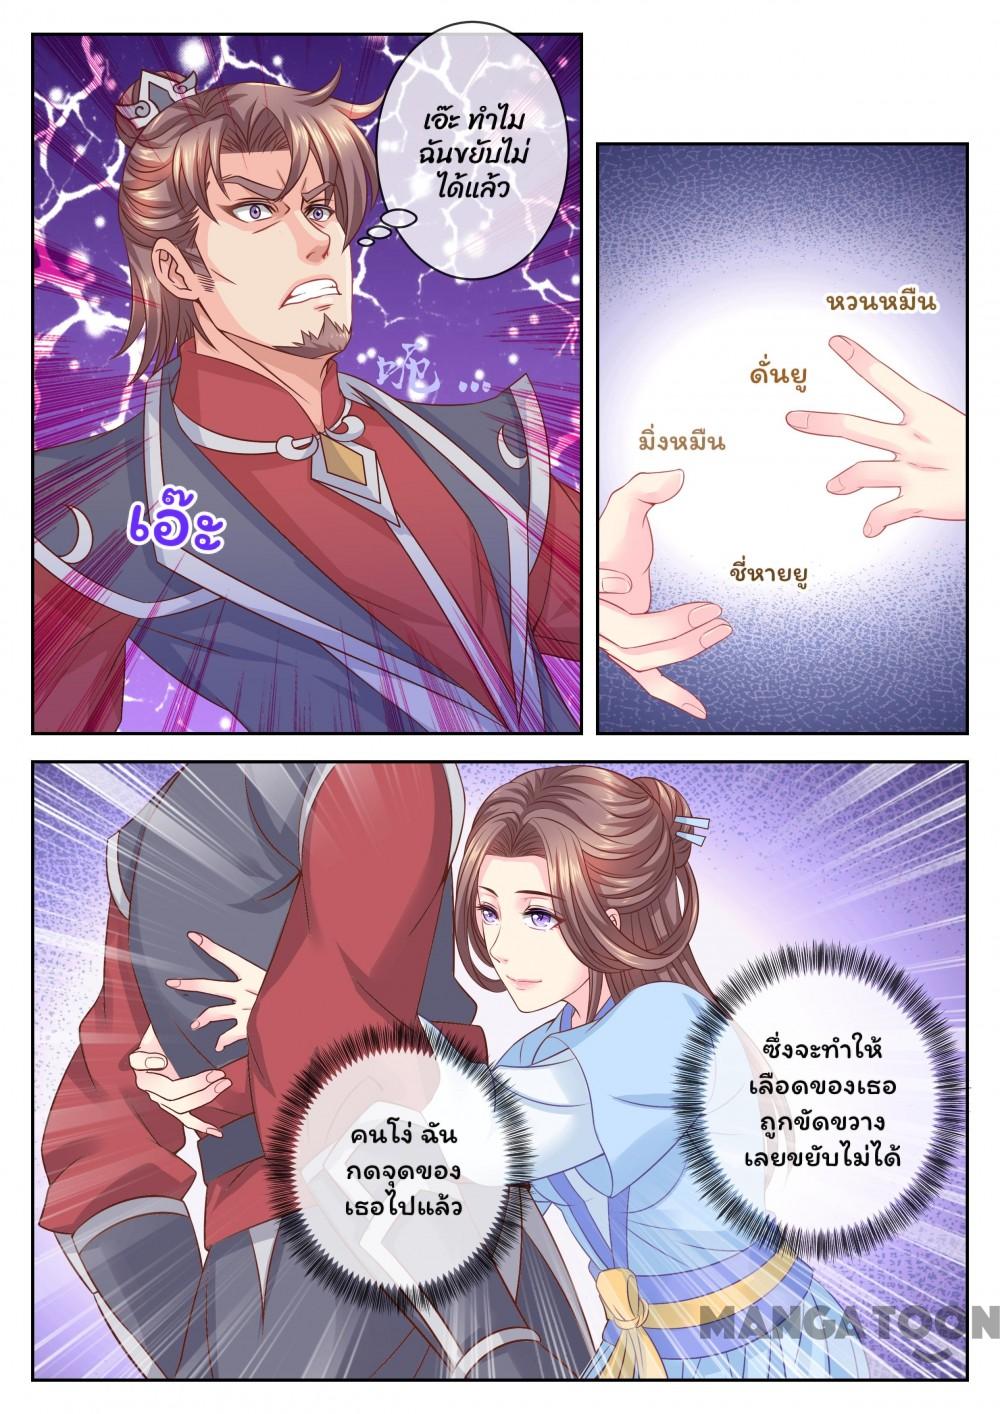 เอ๊ะ ทำไม
ฉันขยับไม่
ได้แล้ว
呃...
เอ๊ะ
หวนหมืน
ดั่นยู
มิ่งหมืน
ชี่หายยู
คนโง่ ฉัน
กดจุดของ
เธอไปแล้ว
ซึ่งจะทำให้
เลือดของเธอ
ถูกขัดขวาง
เลยขยับไม่ได้
MANGATOON